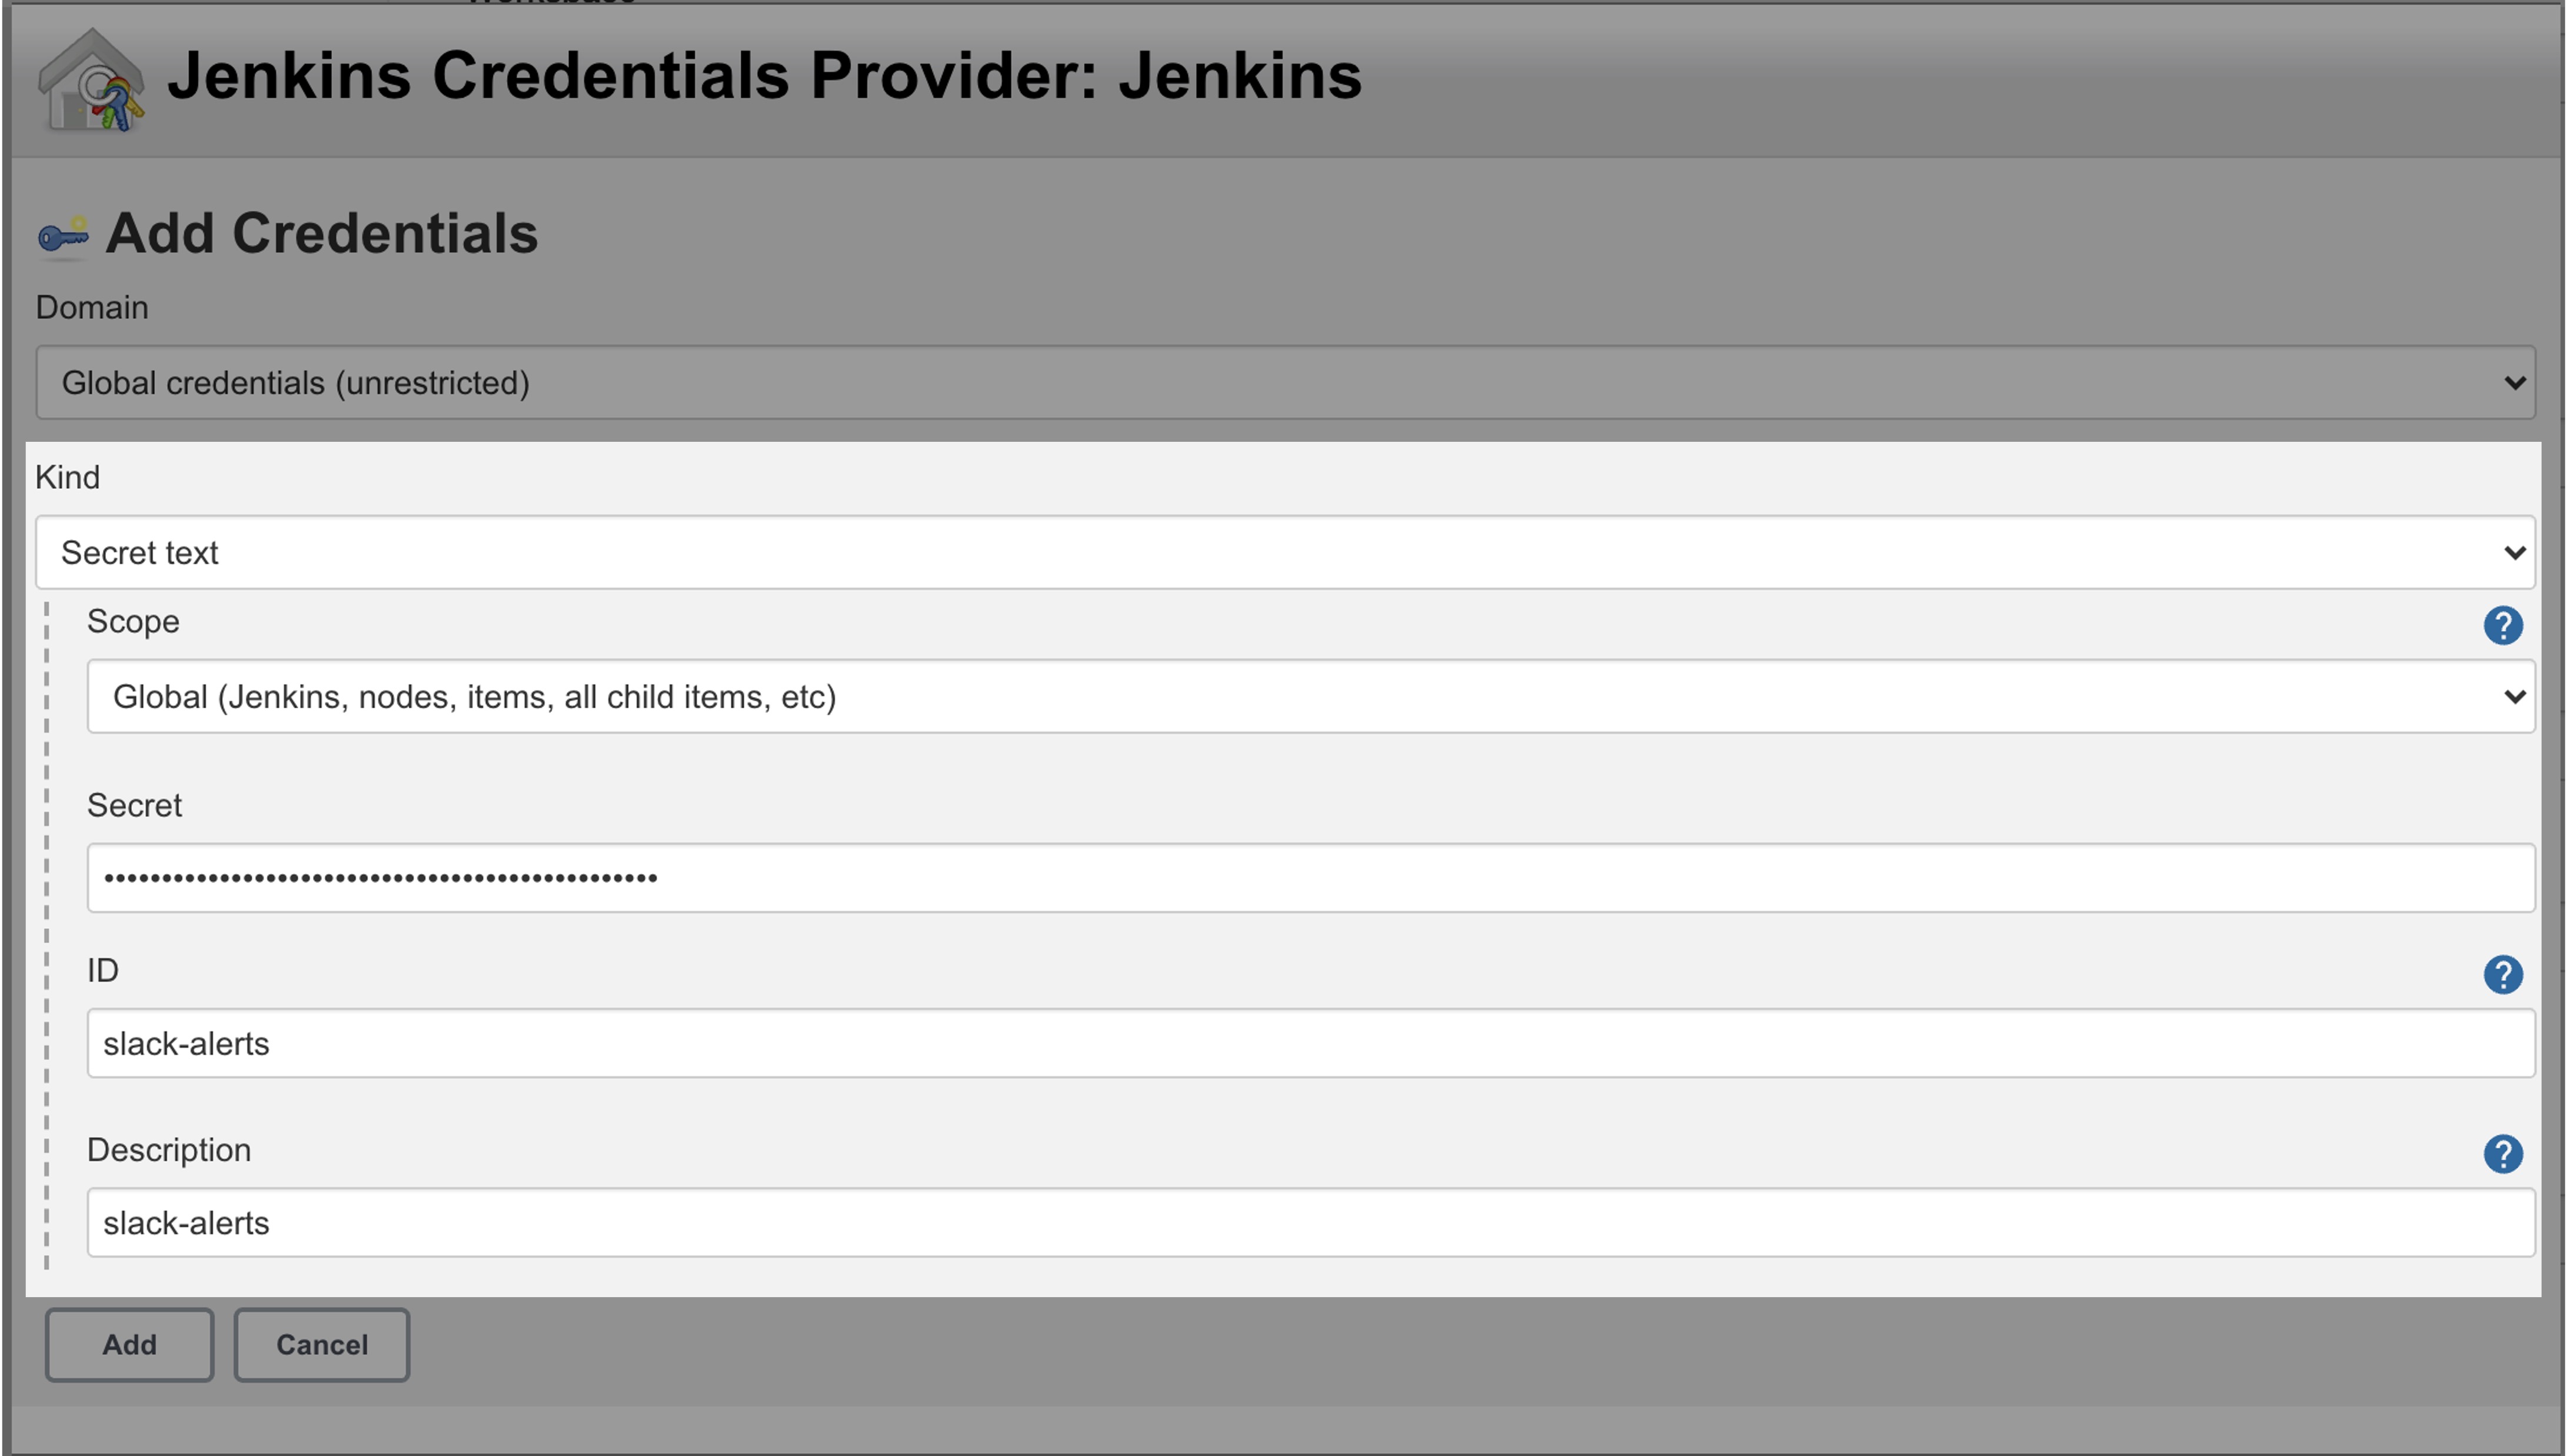 Jenkins Credentials Provider: Jenkins
Add Credentials
Domain
Global credentials (unrestricted)
Kind
Secret text
Scope
?
Global (Jenkins, nodes, items, all child items, etc)
Secret
••••••••••••••••••••••••••••••••••••••••••••••••
ID
?
slack-alerts
Description
?
slack-alerts
Add
Cancel